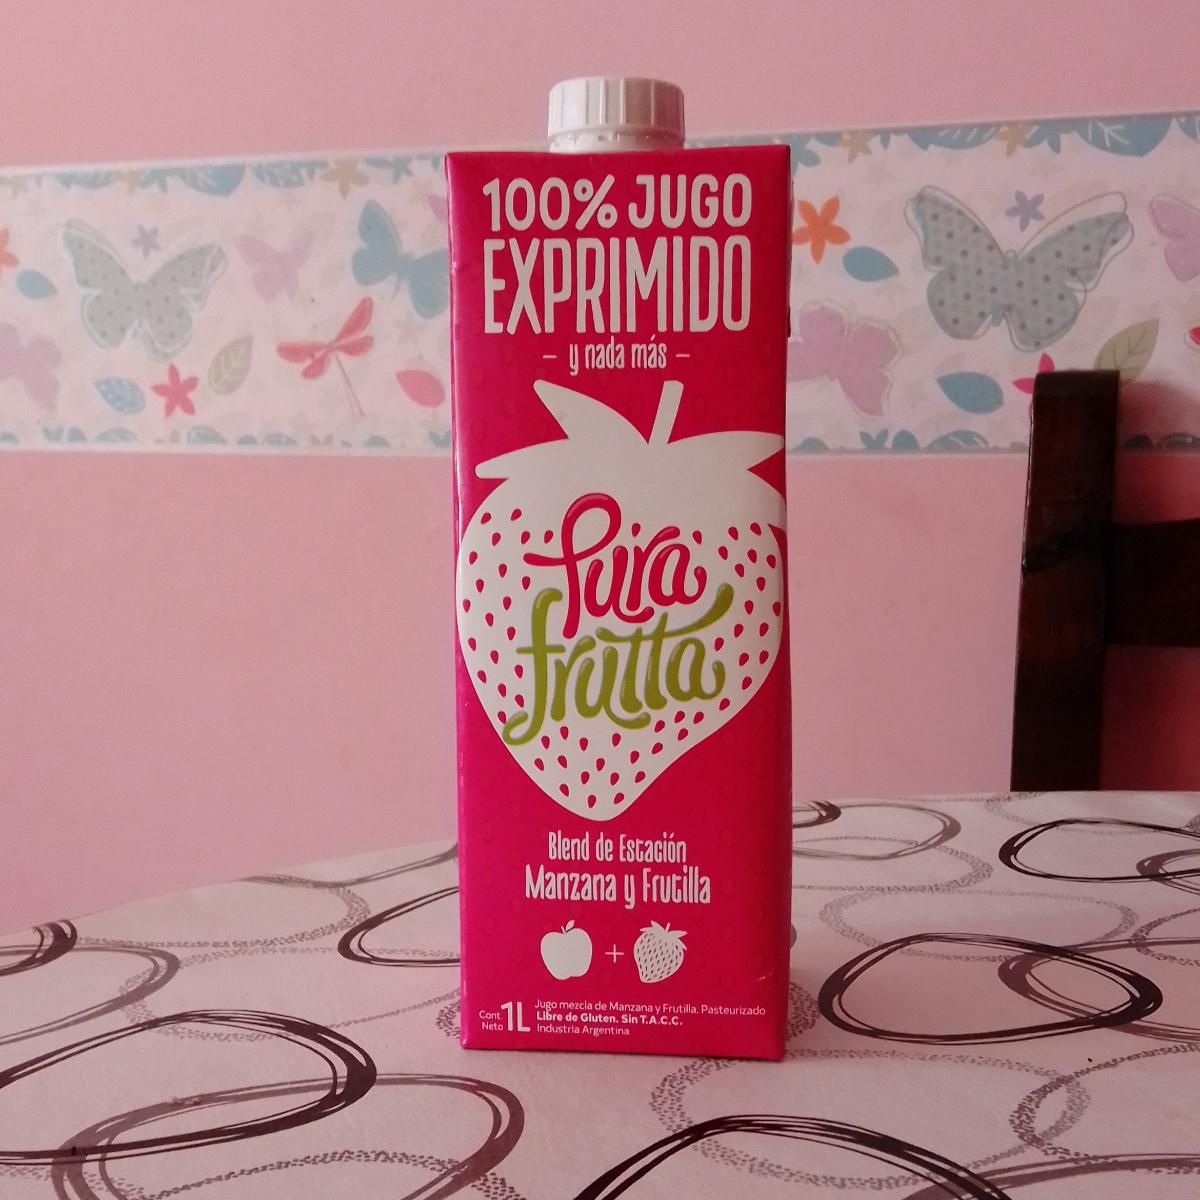 100% JUGO
EXPRIMIDO
- y nada más -
Pura
frutta
Blend de Estación
Manzana y Frutilla
+
Cont. Neto 1L
Jugo mezcla de Manzana y Frutilla. Pasteurizado
Libre de Gluten. Sin T.A.C.C.
Industria Argentina